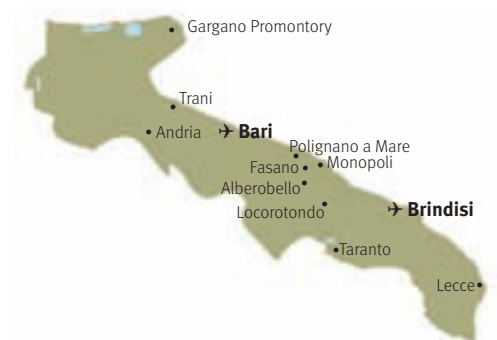 Gargano Promontory
Trani
Andria
Bari
Polignano a Mare
Monopoli
Fasano
Alberobello
Locorotondo
Brindisi
Taranto
Lecce